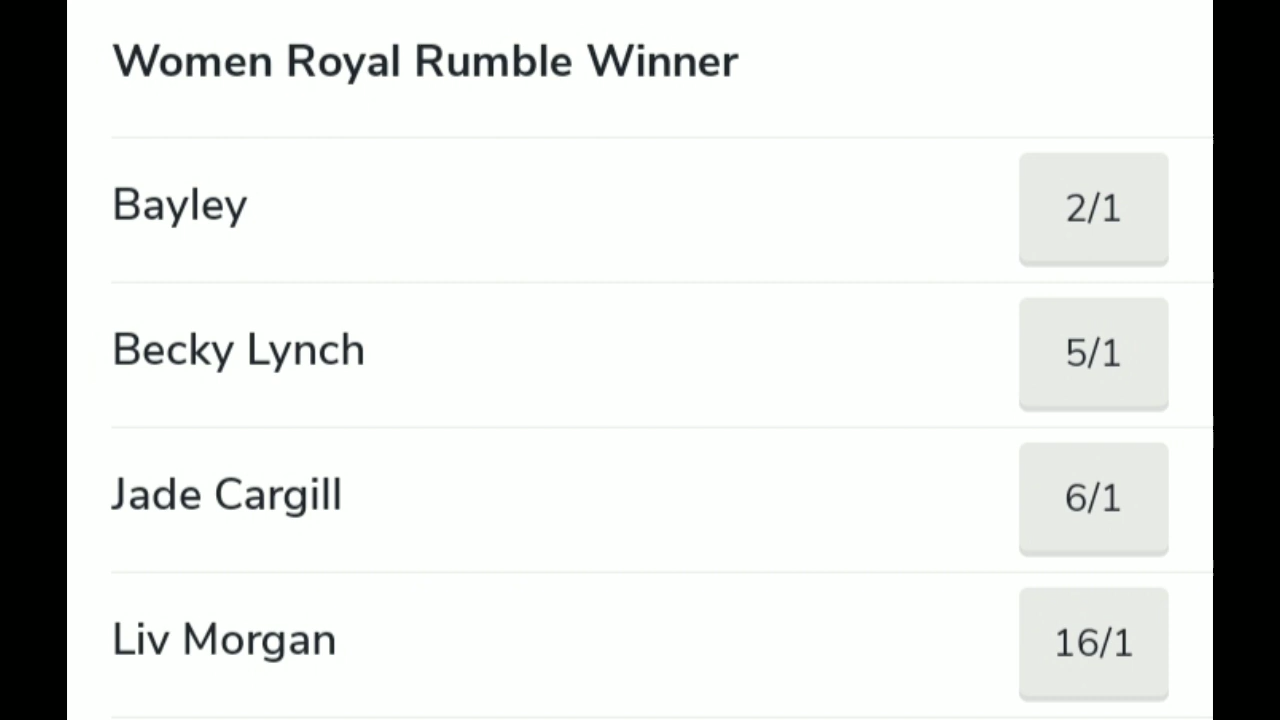 Women Royal Rumble Winner
Bayley 2/1
Becky Lynch 5/1
Jade Cargill 6/1
Liv Morgan 16/1